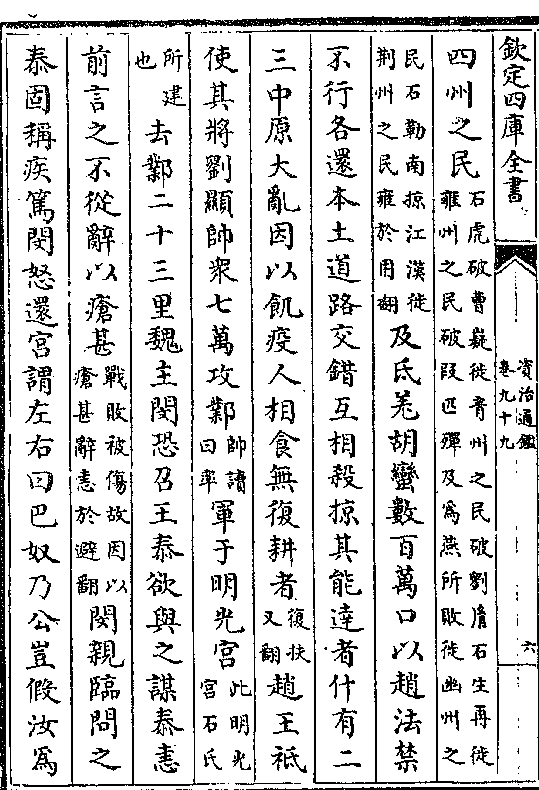 欽定四庫全書
資治通鑑
卷九十九
六
四州之民石虎破曹嶷徙青州之民破劉𦙍石生再徙
雍州之民破段匹殫及為燕所敗徙幽州之
民石勒南掠江漢徙
荆州之民雍於用翻
及氐羌胡蠻數百萬口以趙法禁
不行各還本土道路交錯互相殺掠其能達者什有二
三中原大亂因以飢疫人相食無復耕者復扶
又翻
趙王祗
使其將劉顯帥衆七萬攻鄴帥讀
曰率
軍于明光宮此明光
宮石氏
所建
也
去鄴二十三里魏主閔恐召王泰欲與之謀泰恚
前言之不從辭以瘡甚戰敗被傷故因以
瘡甚辭恚於避翻
閔親臨問之
泰固稱疾篤閔怒還宮謂左右曰巴奴乃公豈假汝爲